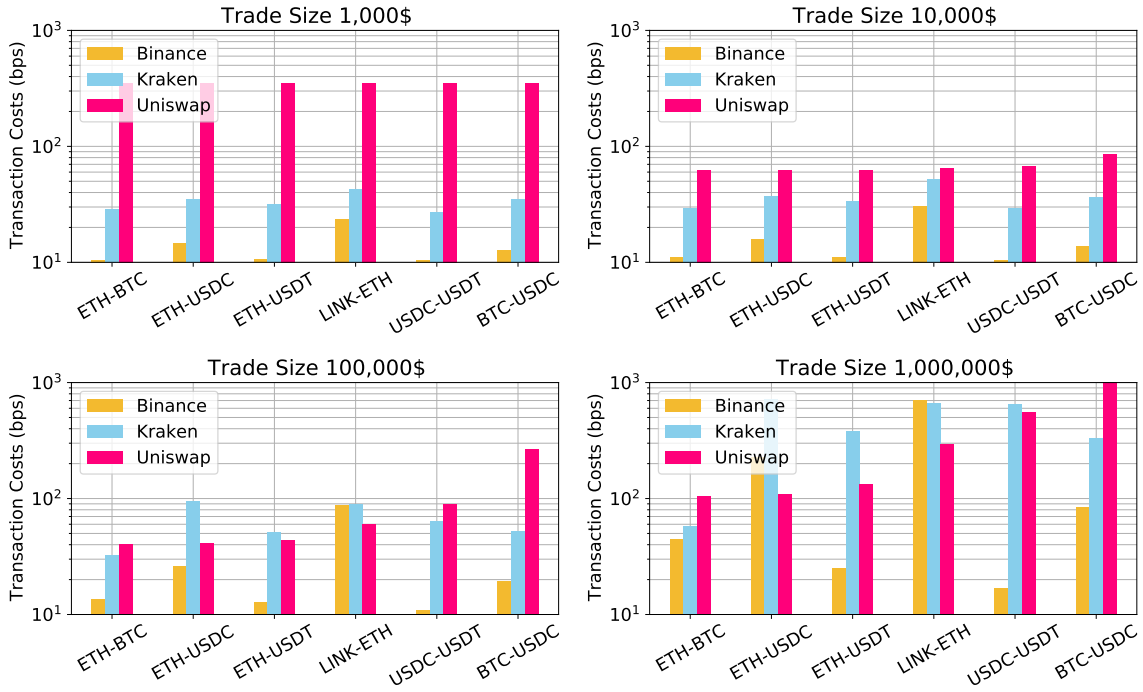 Trade Size 1,000$
Transaction Costs (bps)
10³
10²
10¹
Binance
Kraken
Uniswap
ETH-BTC
ETH-USDC
ETH-USDT
LINK-ETH
USDC-USDT
BTC-USDC
Trade Size 10,000$
Transaction Costs (bps)
10³
10²
10¹
Binance
Kraken
Uniswap
ETH-BTC
ETH-USDC
ETH-USDT
LINK-ETH
USDC-USDT
BTC-USDC
Trade Size 100,000$
Transaction Costs (bps)
10³
10²
10¹
Binance
Kraken
Uniswap
ETH-BTC
ETH-USDC
ETH-USDT
LINK-ETH
USDC-USDT
BTC-USDC
Trade Size 1,000,000$
Transaction Costs (bps)
10³
10²
10¹
Binance
Kraken
Uniswap
ETH-BTC
ETH-USDC
ETH-USDT
LINK-ETH
USDC-USDT
BTC-USDC